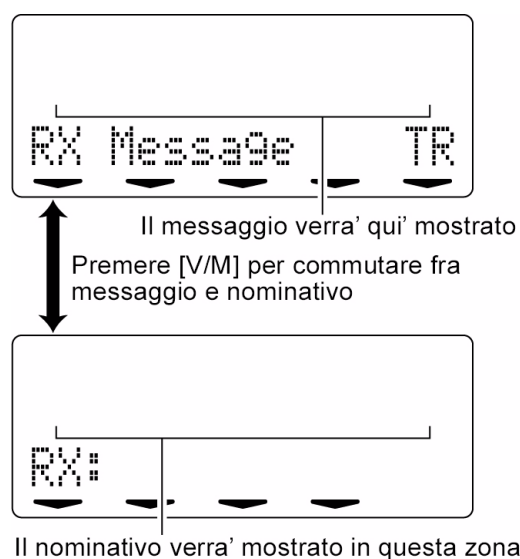 RX Message TR
Il messaggio verra' qui' mostrato
Premere [V/M] per commutare fra
messaggio e nominativo
RX:
Il nominativo verra' mostrato in questa zona